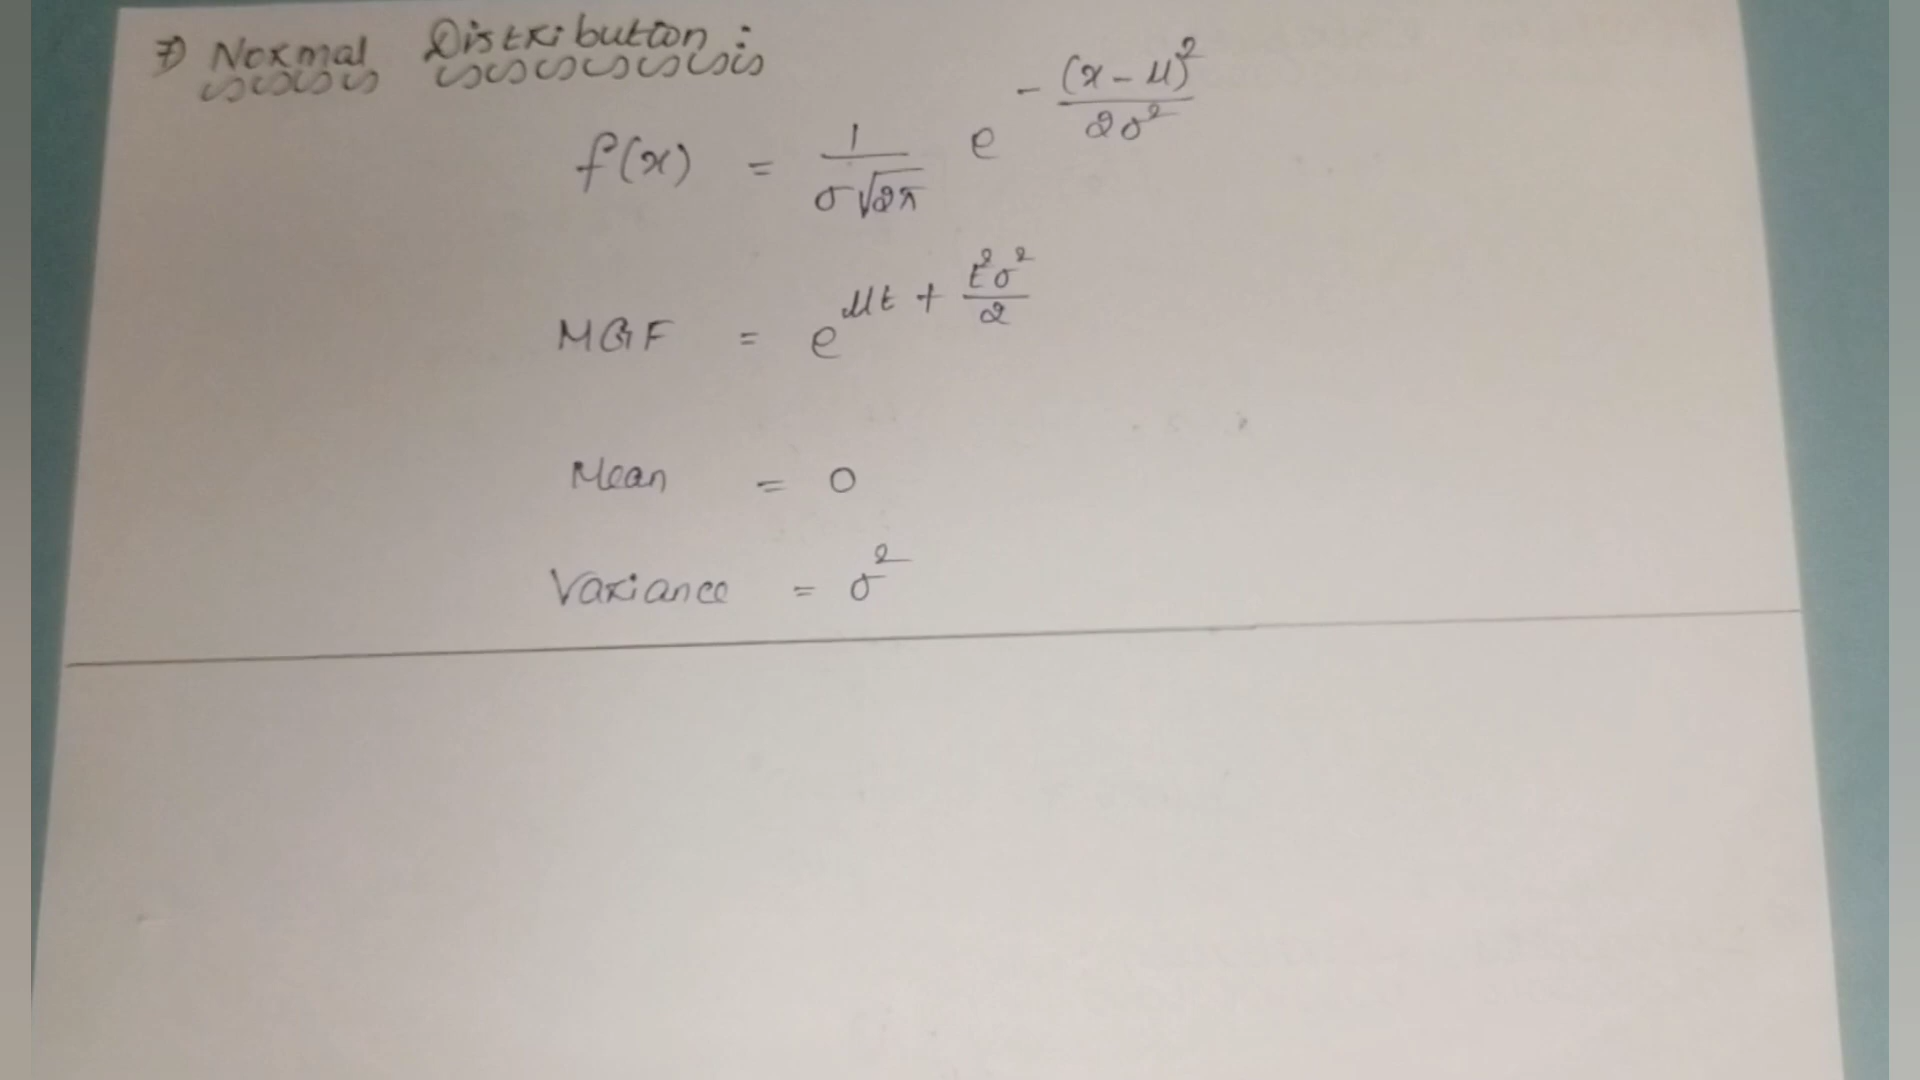 7) Normal Distribution :
f(x) = 1/(σ√2π) e^(-(x-μ)²/2σ²)
MGF = e^(μt + t²σ²/2)
Mean = 0
Variance = σ²